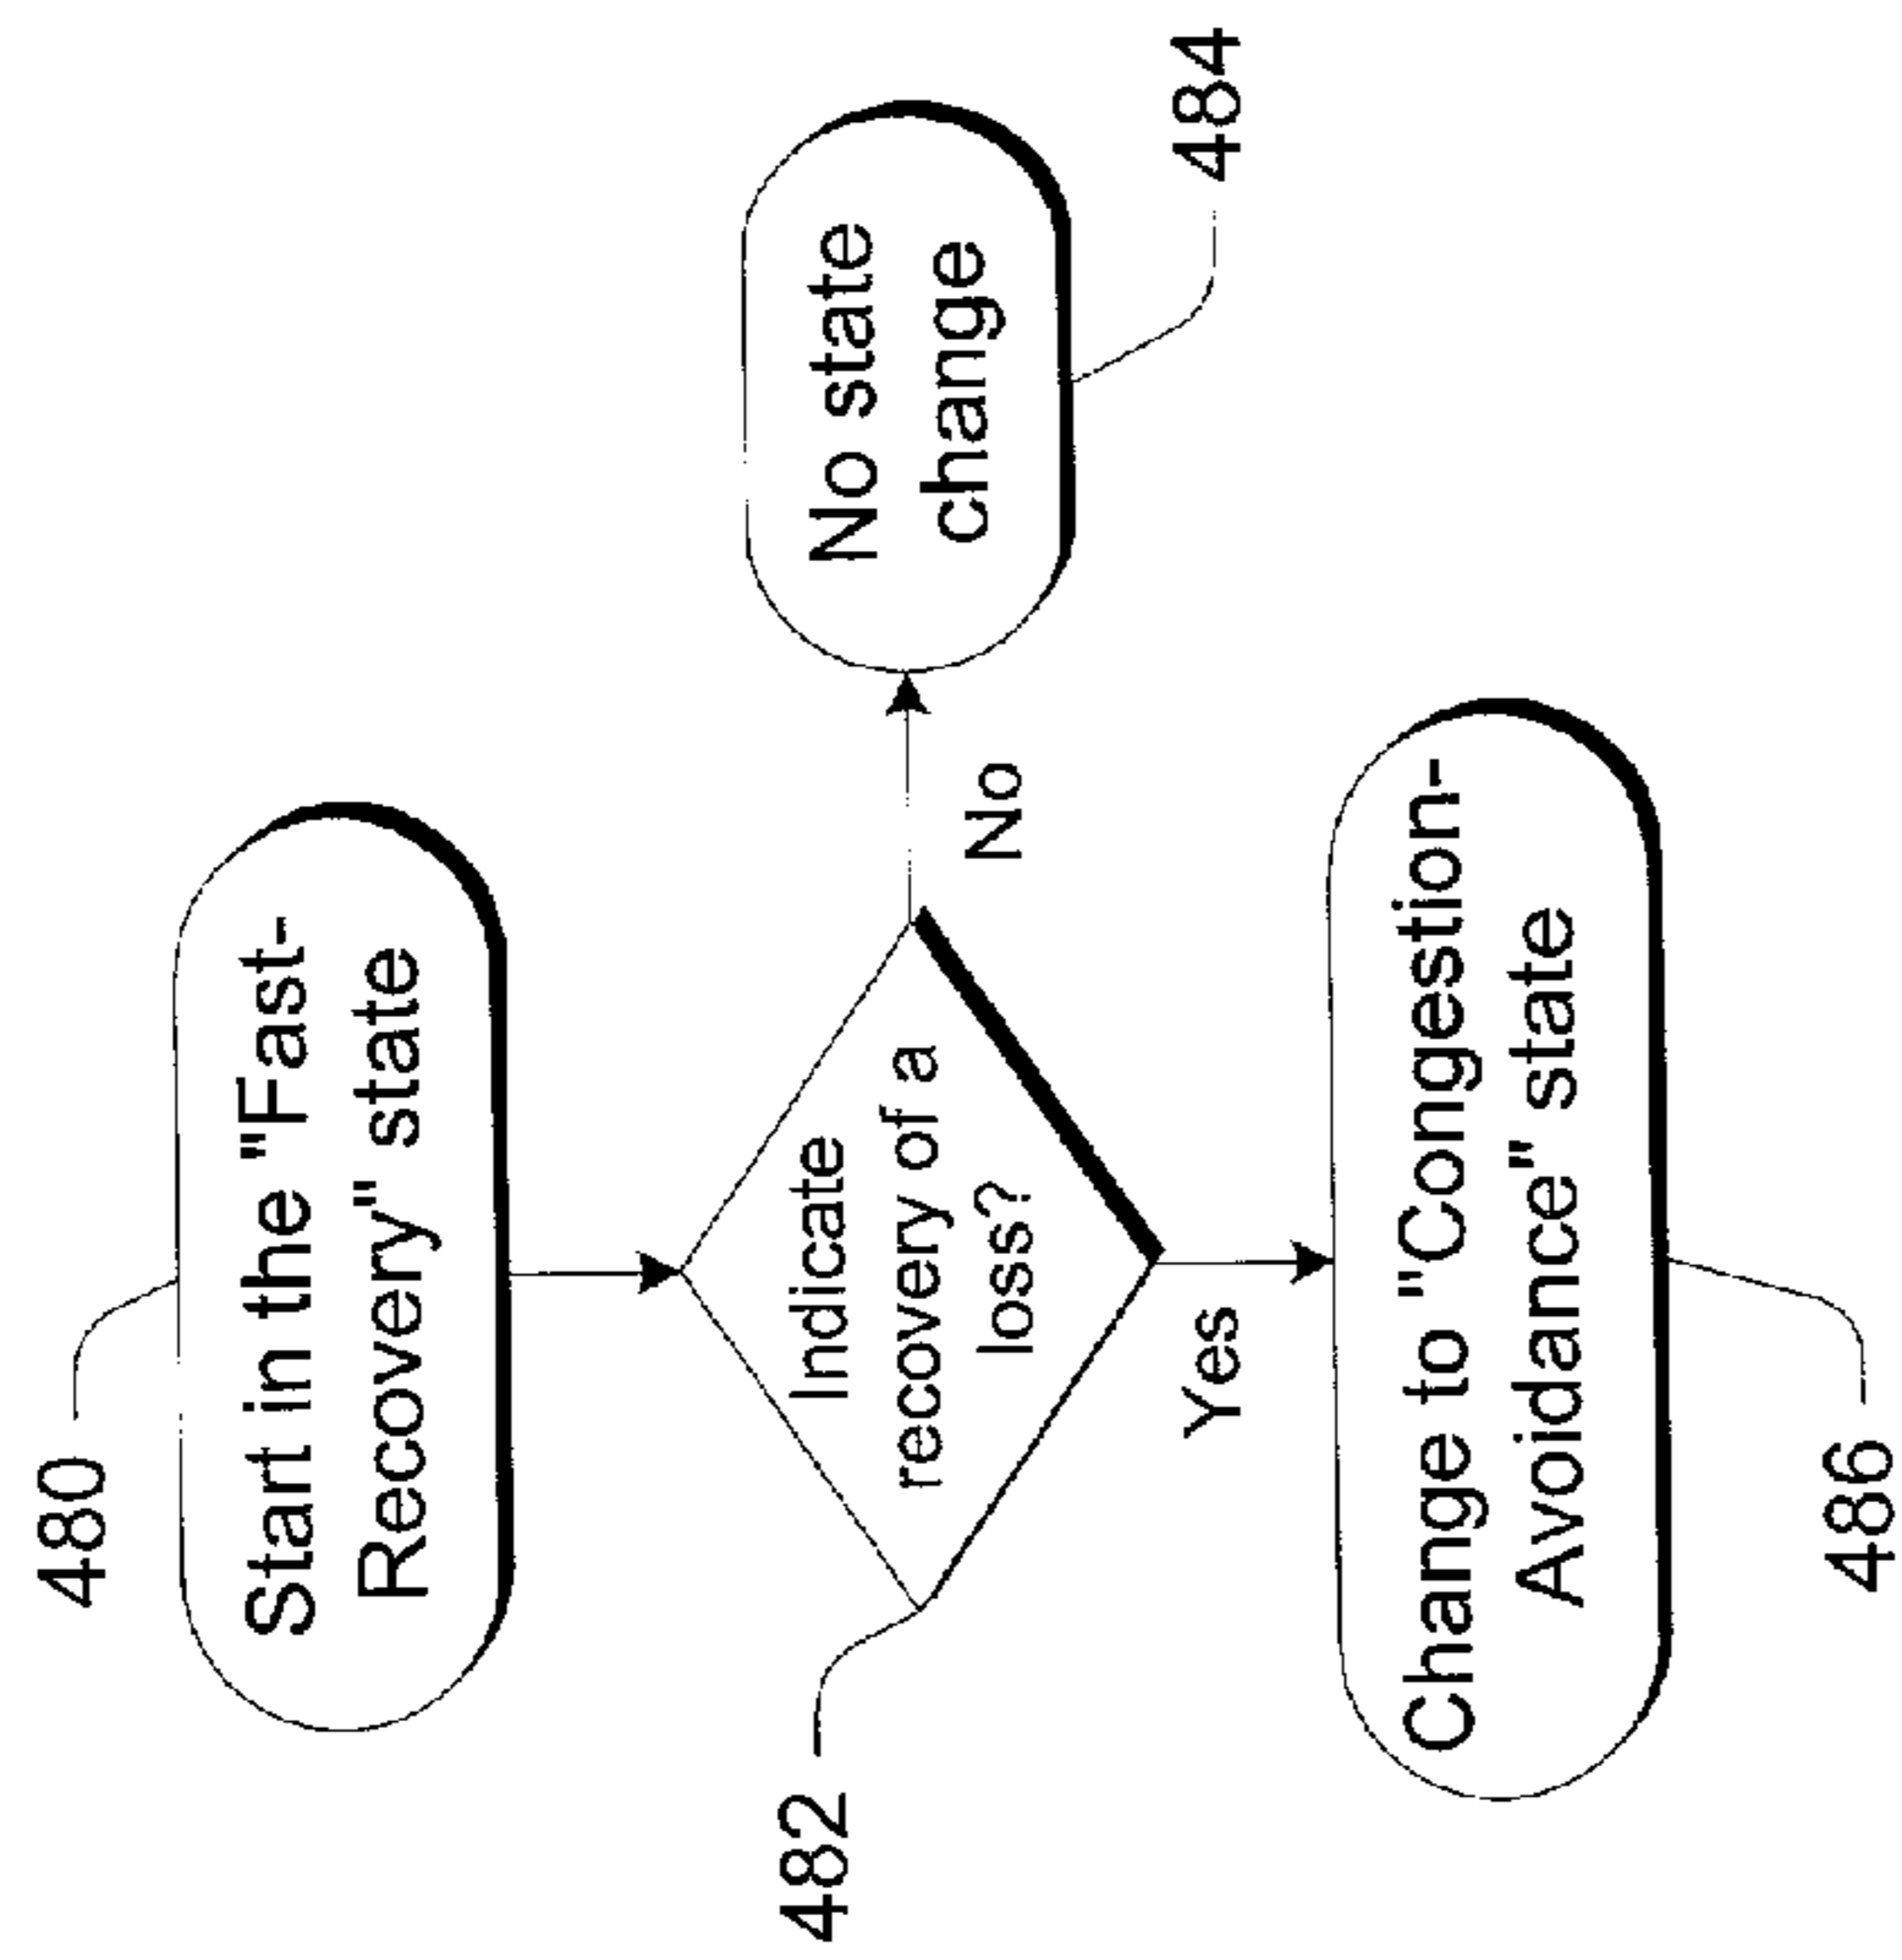 480
Start in the "Fast-
Recovery" state
482
Indicate
recovery of a
loss?
No
No state
change
484
Yes
Change to "Congestion-
Avoidance" state
486